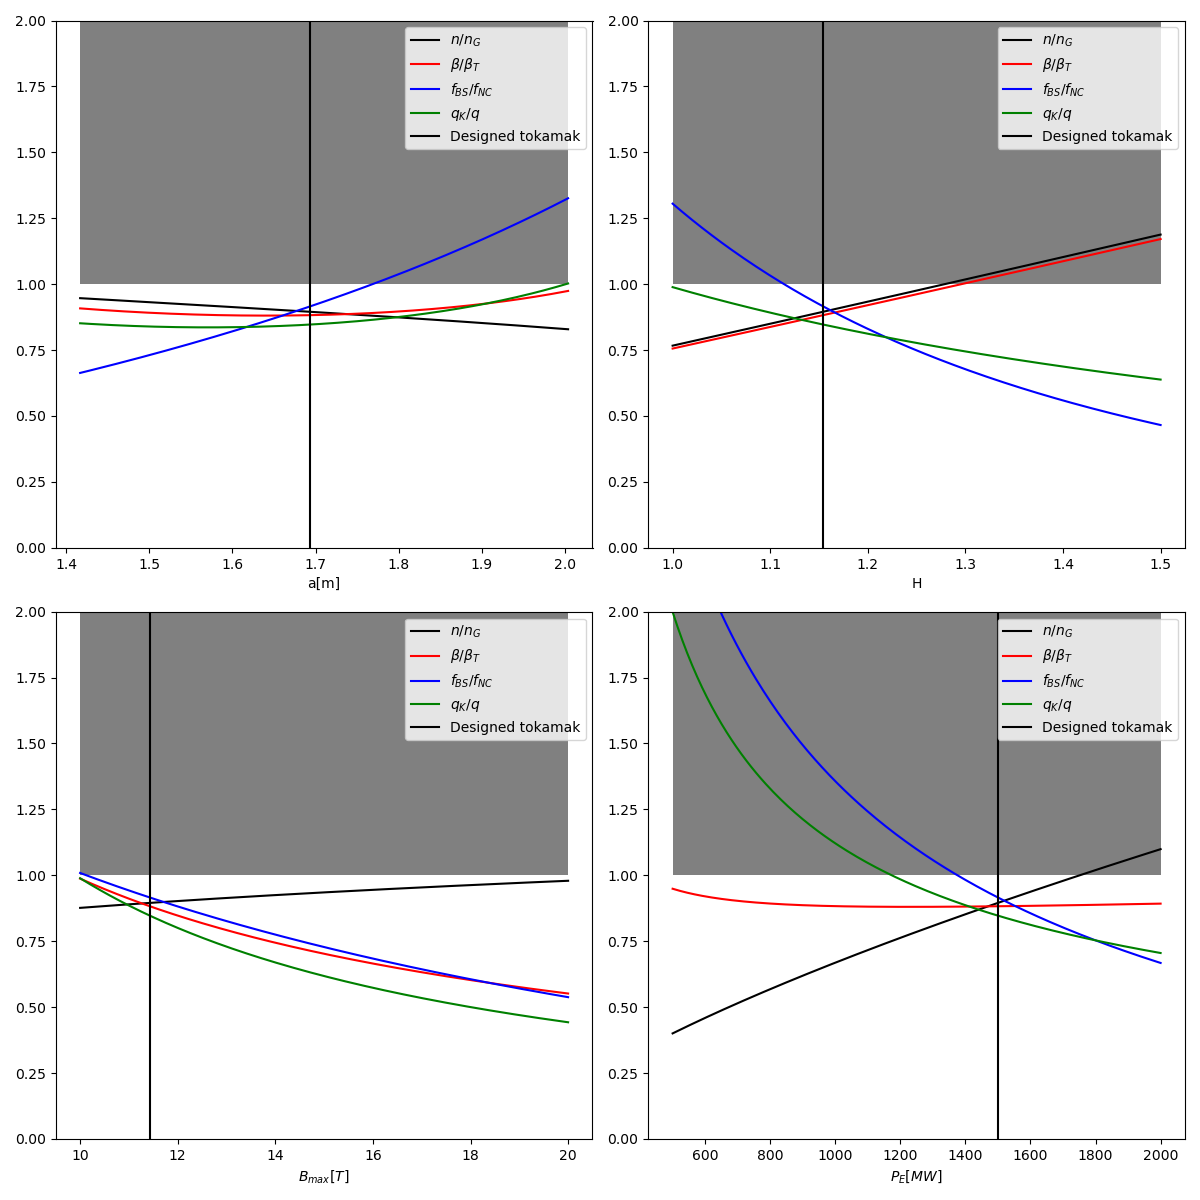 2.00
1.75
1.50
1.25
1.00
0.75
0.50
0.25
0.00
1.4 1.5 1.6 1.7 1.8 1.9 2.0
a[m]
n/n_G
β/β_T
f_BS/f_NC
q_K/q
Designed tokamak
2.00
1.75
1.50
1.25
1.00
0.75
0.50
0.25
0.00
1.0 1.1 1.2 1.3 1.4 1.5
H
n/n_G
β/β_T
f_BS/f_NC
q_K/q
Designed tokamak
2.00
1.75
1.50
1.25
1.00
0.75
0.50
0.25
0.00
10 12 14 16 18 20
B_max[T]
n/n_G
β/β_T
f_BS/f_NC
q_K/q
Designed tokamak
2.00
1.75
1.50
1.25
1.00
0.75
0.50
0.25
0.00
600 800 1000 1200 1400 1600 1800 2000
P_E[MW]
n/n_G
β/β_T
f_BS/f_NC
q_K/q
Designed tokamak